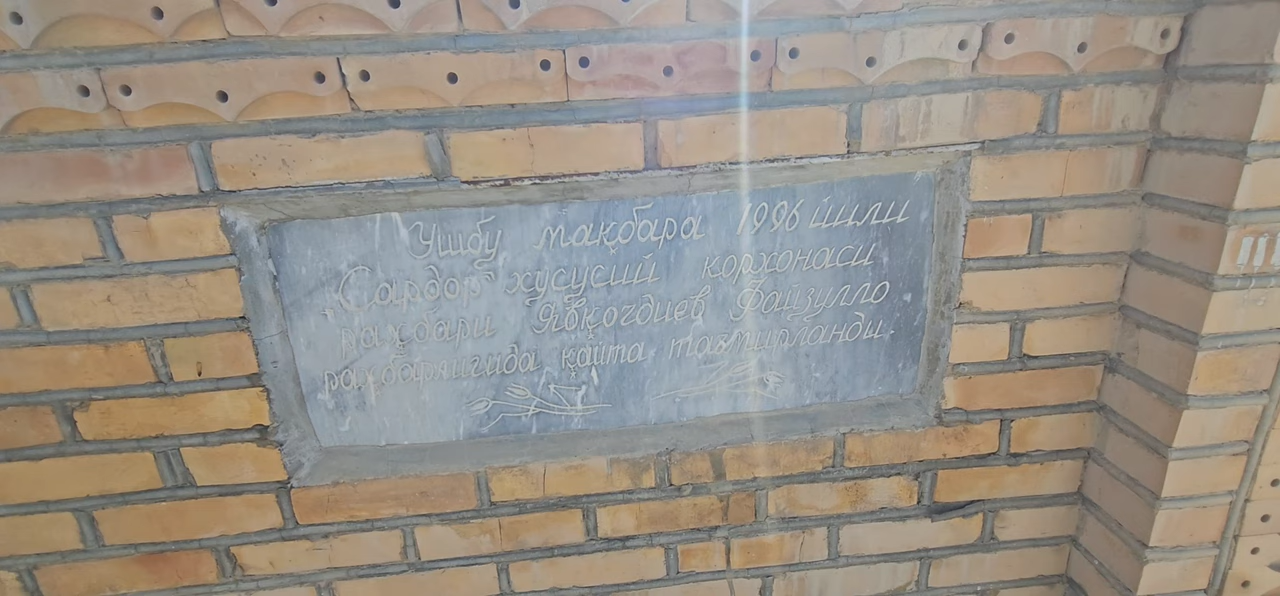 Ушбу мақбара 1996 йили
„Сардор" хусусий корхонаси
раҳбари Явқочдиев Файзулло
раҳбарлигида қайта таъмирланди.